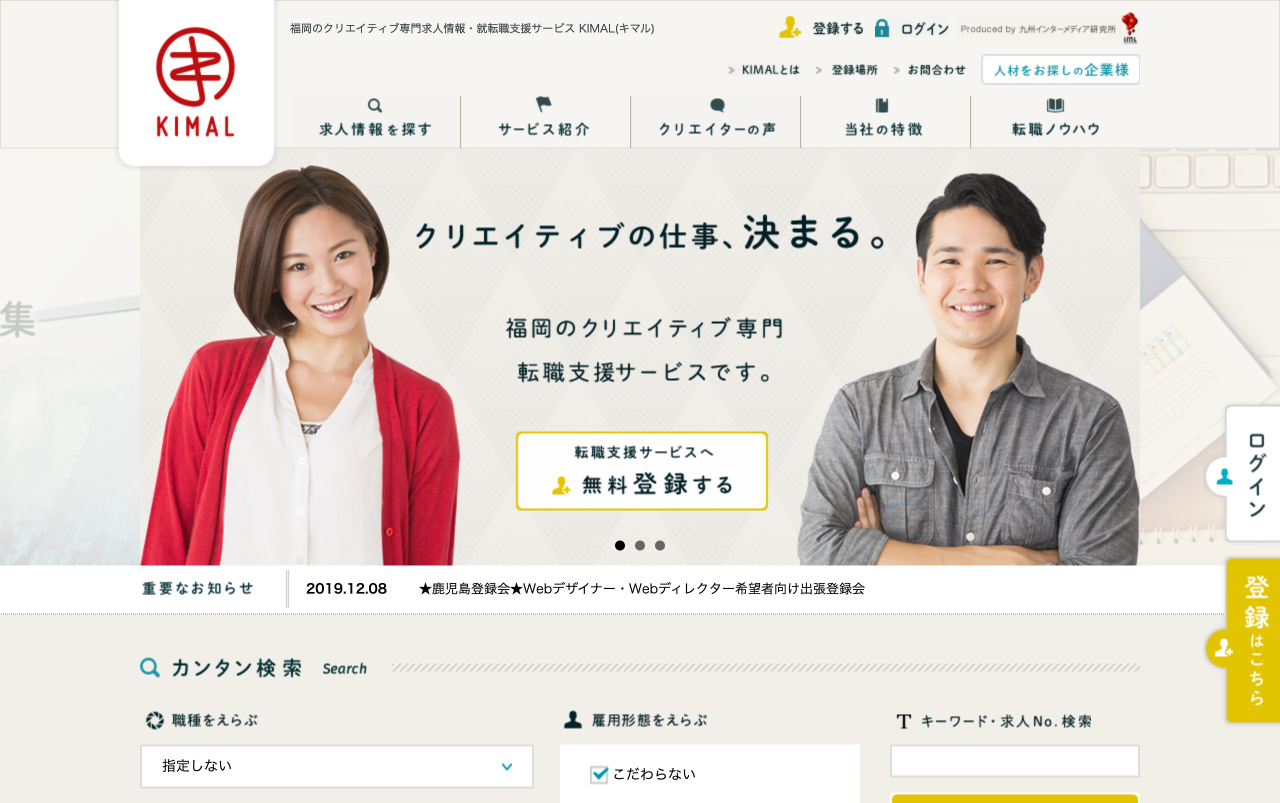 福岡のクリエイティブ専門求人情報・就転職支援サービス KIMAL(キマル)
登録する
ログイン
Produced by 九州インターメディア研究所
IML
KIMAL
KIMALとは
登録場所
お問合わせ
人材をお探しの企業様
求人情報を探す
サービス紹介
クリエイターの声
当社の特徴
転職ノウハウ
クリエイティブの仕事、決まる。
集
福岡のクリエイティブ専門
転職支援サービスです。
転職支援サービスへ
無料登録する
ログイン
登録はこちら
重要なお知らせ
2019.12.08
★鹿児島登録会★Webデザイナー・Webディレクター希望者向け出張登録会
カンタン検索
Search
職種をえらぶ
雇用形態をえらぶ
キーワード・求人No.検索
指定しない
こだわらない